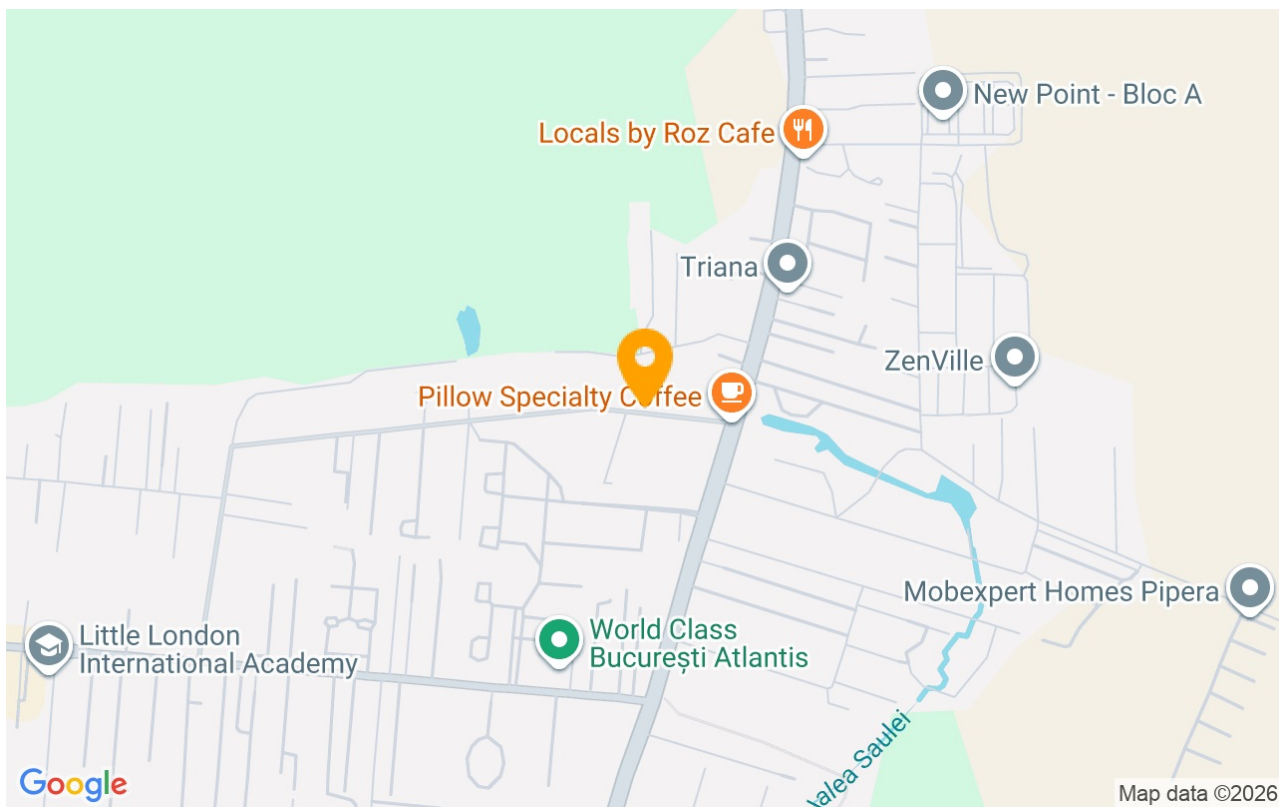 New Point - Bloc A
Locals by Roz Cafe
Triana
ZenVille
Pillow Specialty Coffee
Mobexpert Homes Pipera
World Class
București Atlantis
Little London
International Academy
Saulei
Google
Map data ©2026